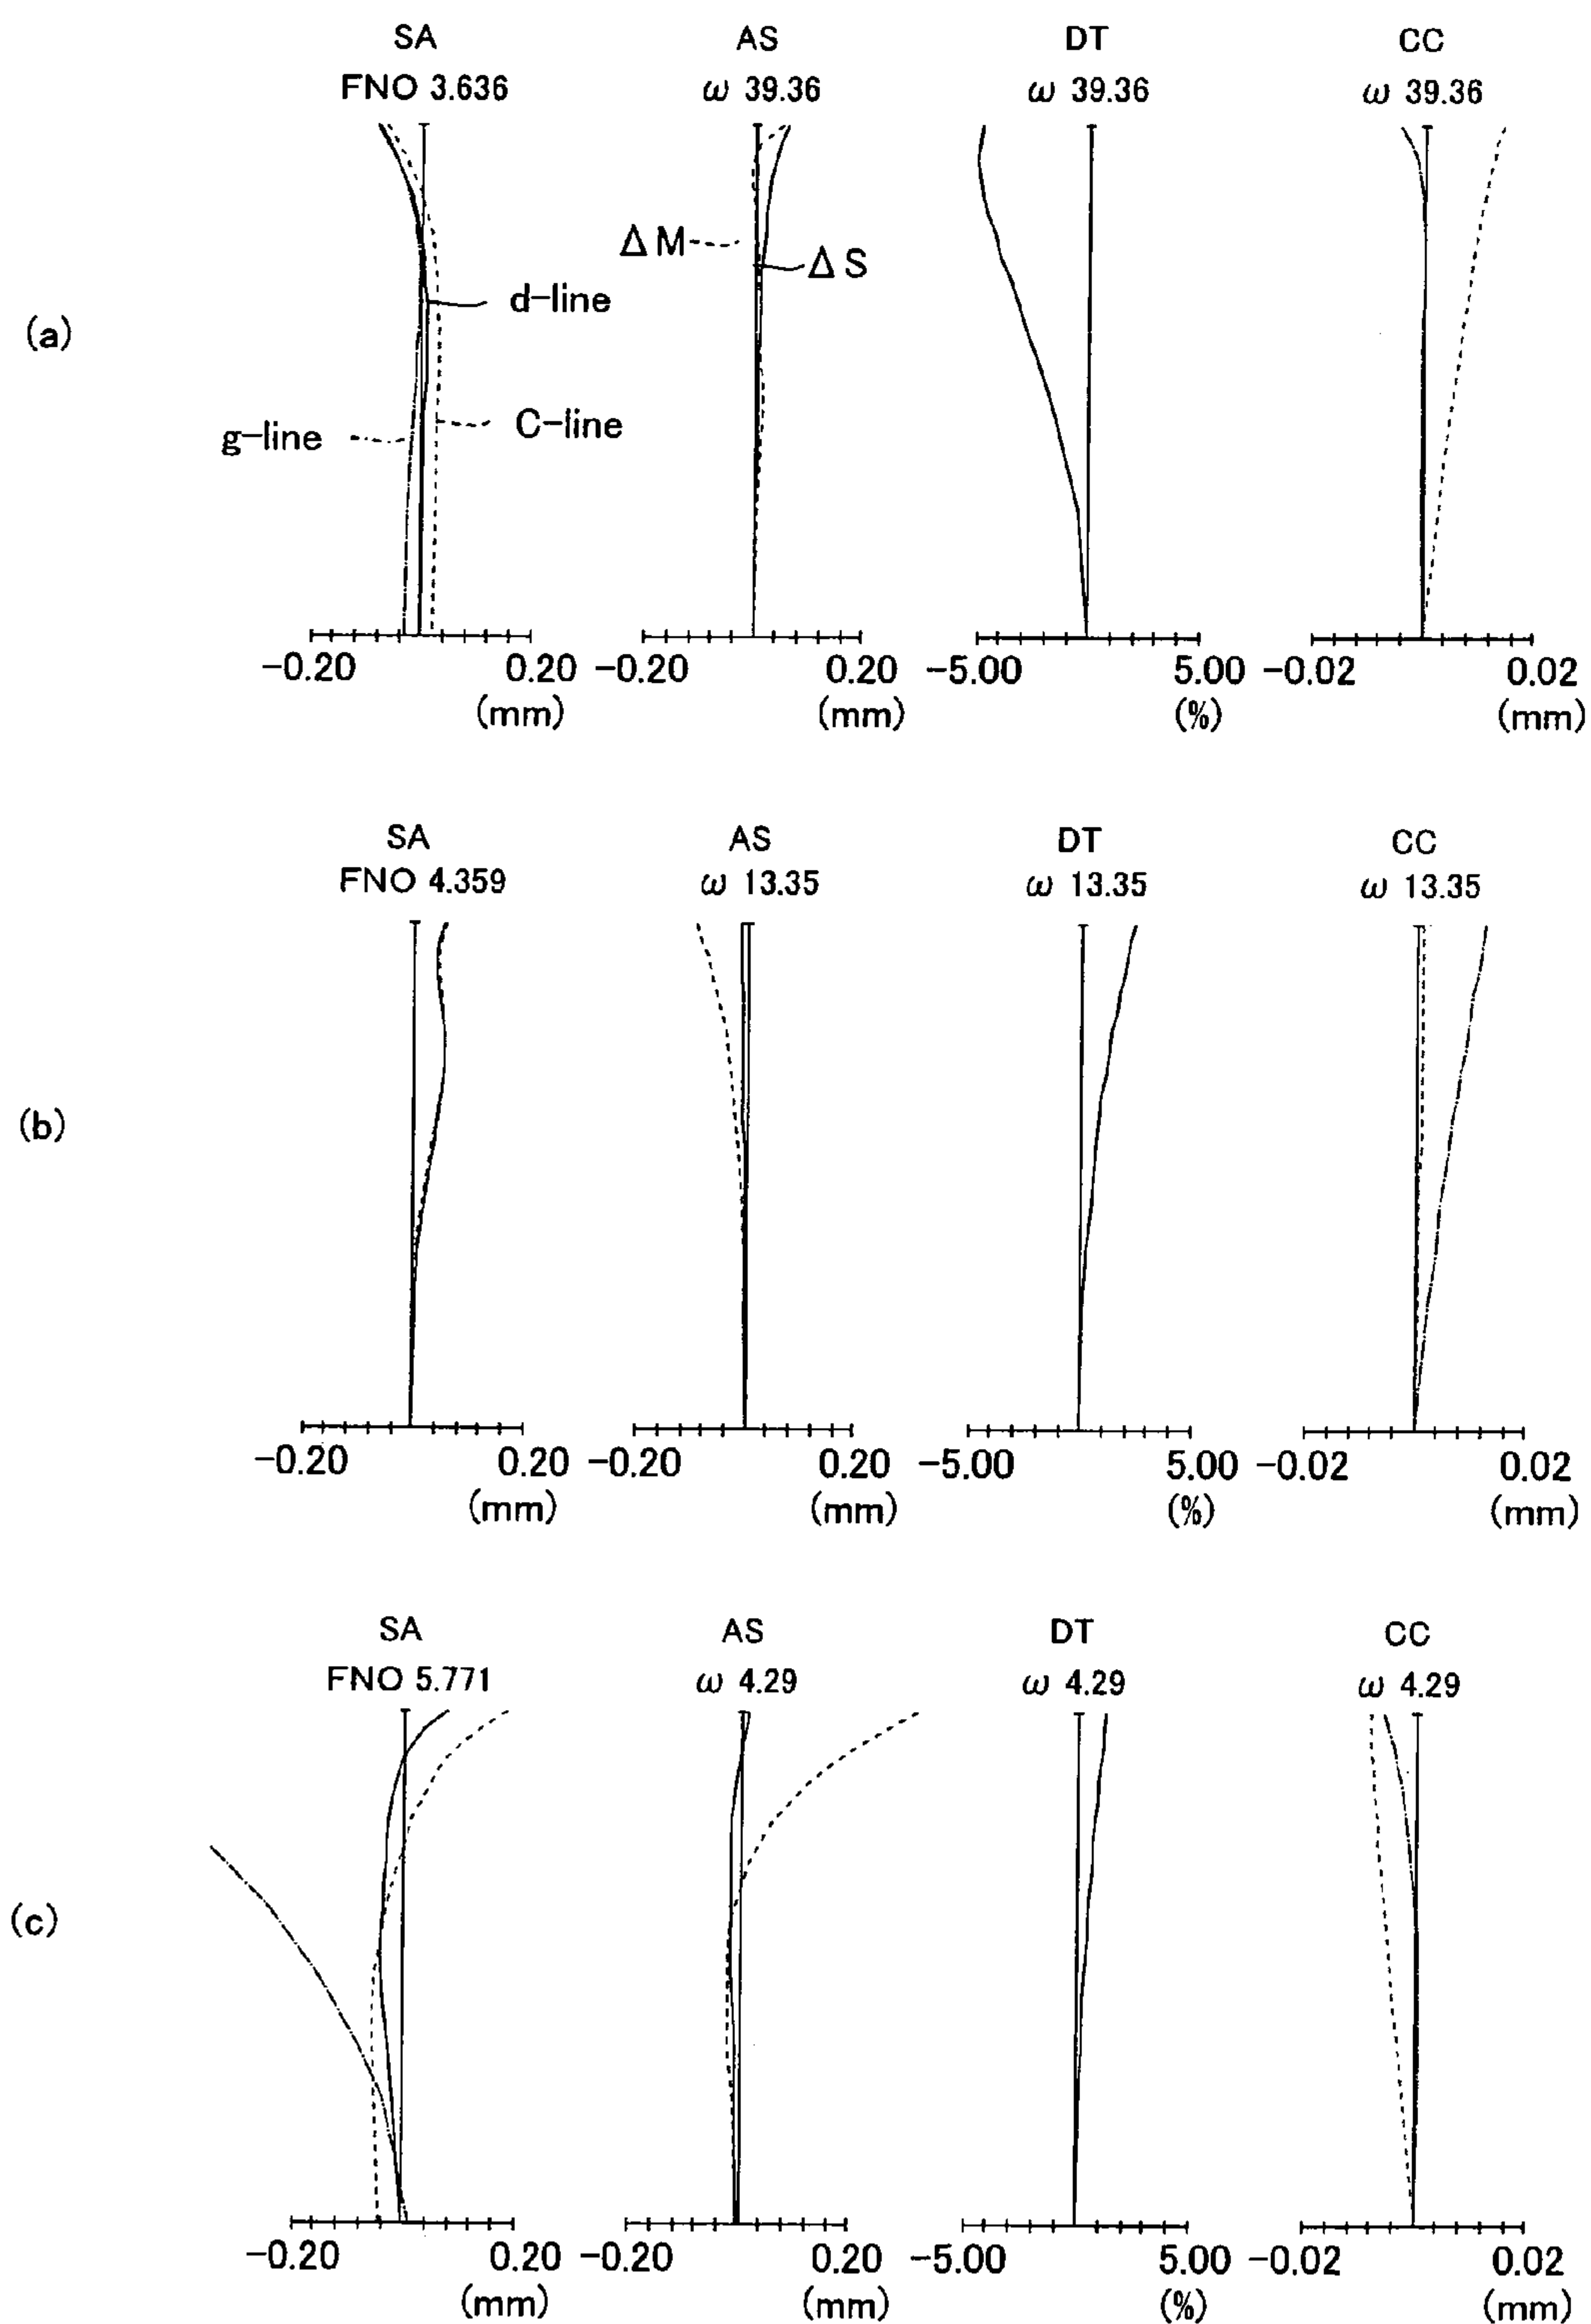 SA AS DT CC
FNO 3.636 ω 39.36 ω 39.36 ω 39.36
ΔM
ΔS
d-line
(a)
C-line
g-line
-0.20 0.20 -0.20 0.20 -5.00 5.00 -0.02 0.02
(mm) (mm) (%) (mm)
SA AS DT CC
FNO 4.359 ω 13.35 ω 13.35 ω 13.35
(b)
-0.20 0.20 -0.20 0.20 -5.00 5.00 -0.02 0.02
(mm) (mm) (%) (mm)
SA AS DT CC
FNO 5.771 ω 4.29 ω 4.29 ω 4.29
(c)
-0.20 0.20 -0.20 0.20 -5.00 5.00 -0.02 0.02
(mm) (mm) (%) (mm)